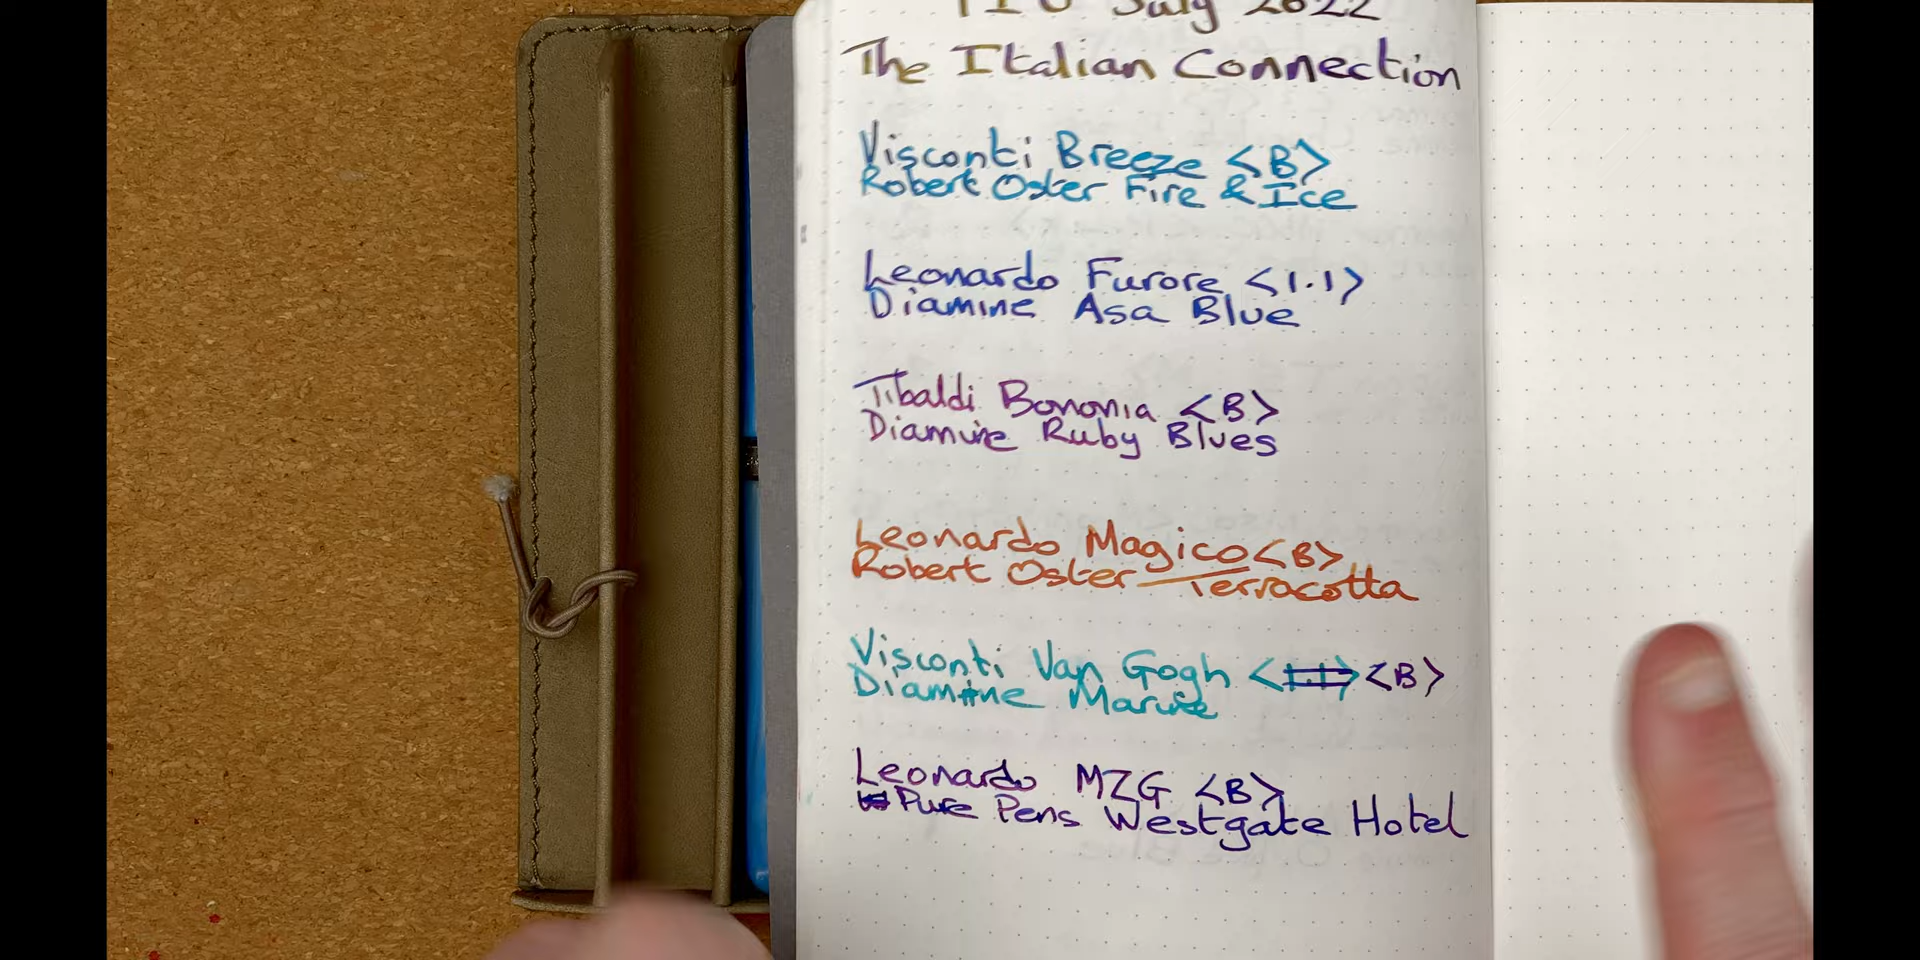 July 2022
The Italian Connection
Visconti Breeze <B>
Robert Oster Fire & Ice
Leonardo Furore <1.1>
Diamine Asa Blue
Tibaldi Bononia <B>
Diamine Ruby Blues
Leonardo Magico <B>
Robert Oster Terracotta
Visconti Van Gogh <1.1> <B>
Diamine Marine
Leonardo MZG <B>
Pure Pens Westgate Hotel